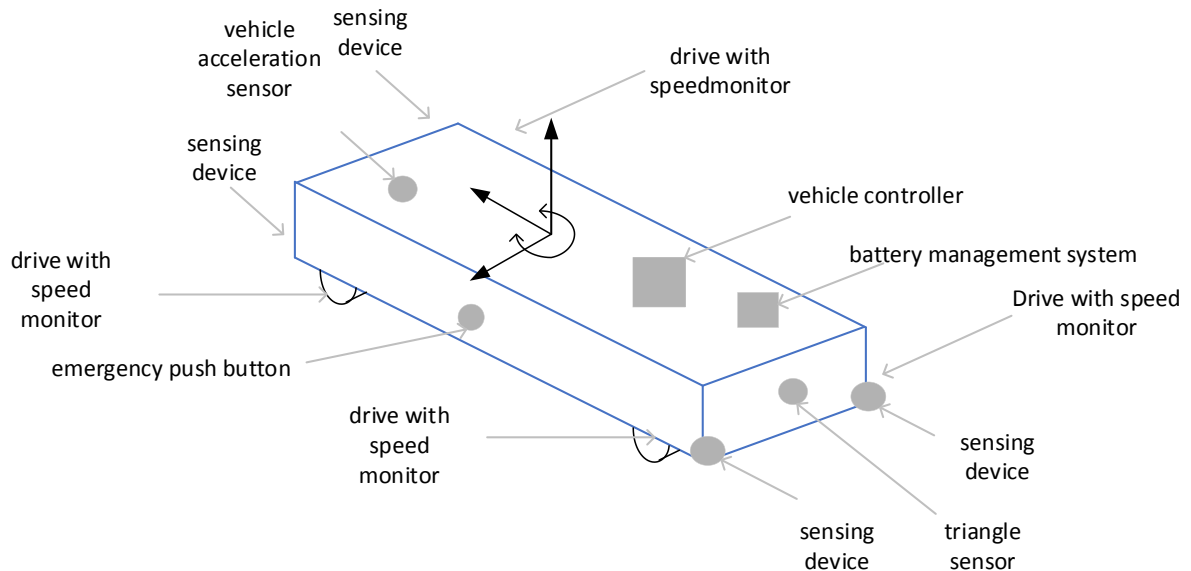 vehicle
acceleration
sensor
sensing
device
drive with
speedmonitor
sensing
device
vehicle controller
battery management system
drive with
speed
monitor
Drive with speed
monitor
emergency push button
drive with
speed
monitor
sensing
device
sensing
device
triangle
sensor